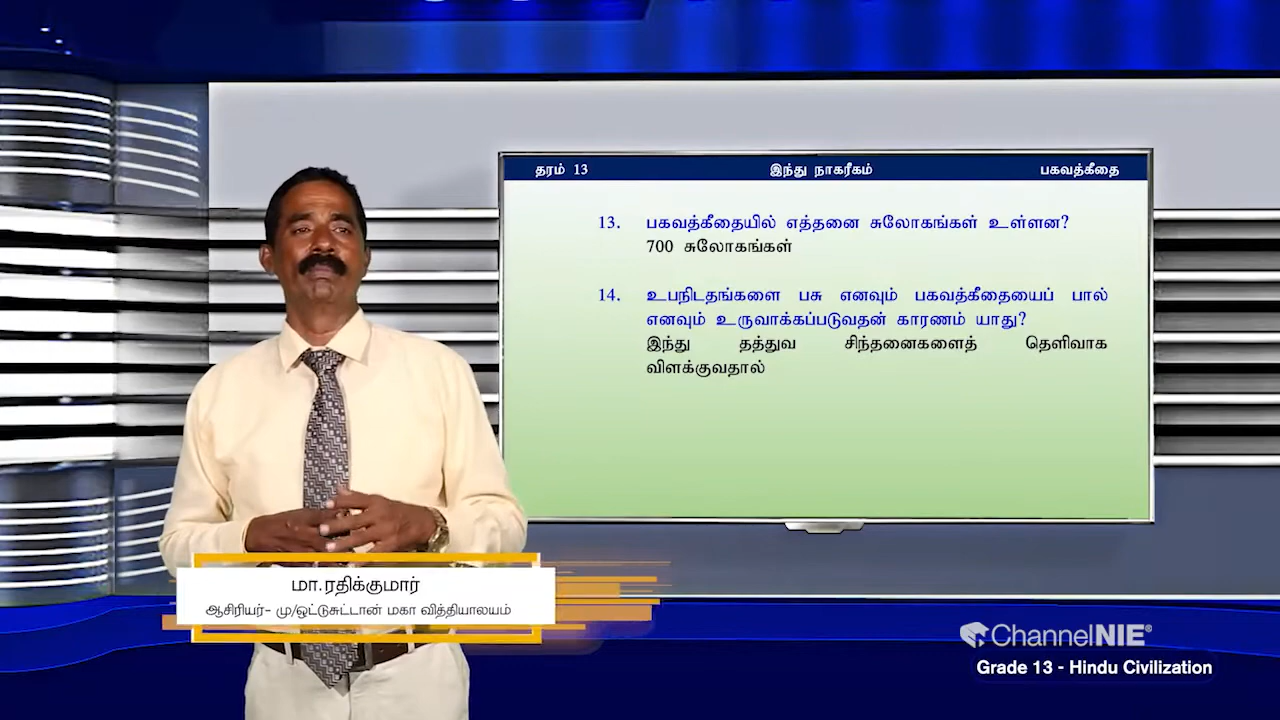 தரம் 13 இந்து நாகரீகம் பகவத்கீதை
13. பகவத்கீதையில் எத்தனை சுலோகங்கள் உள்ளன?
700 சுலோகங்கள்
14. உபநிடதங்களை பசு எனவும் பகவத்கீதையைப் பால்
எனவும் உருவாக்கப்படுவதன் காரணம் யாது?
இந்து தத்துவ சிந்தனைகளைத் தெளிவாக
விளக்குவதால்
மா.ரதிக்குமார்
ஆசிரியர்- மு/ஒட்டுசுட்டான் மகா வித்தியாலயம்
ChannelNIE®
Grade 13 - Hindu Civilization